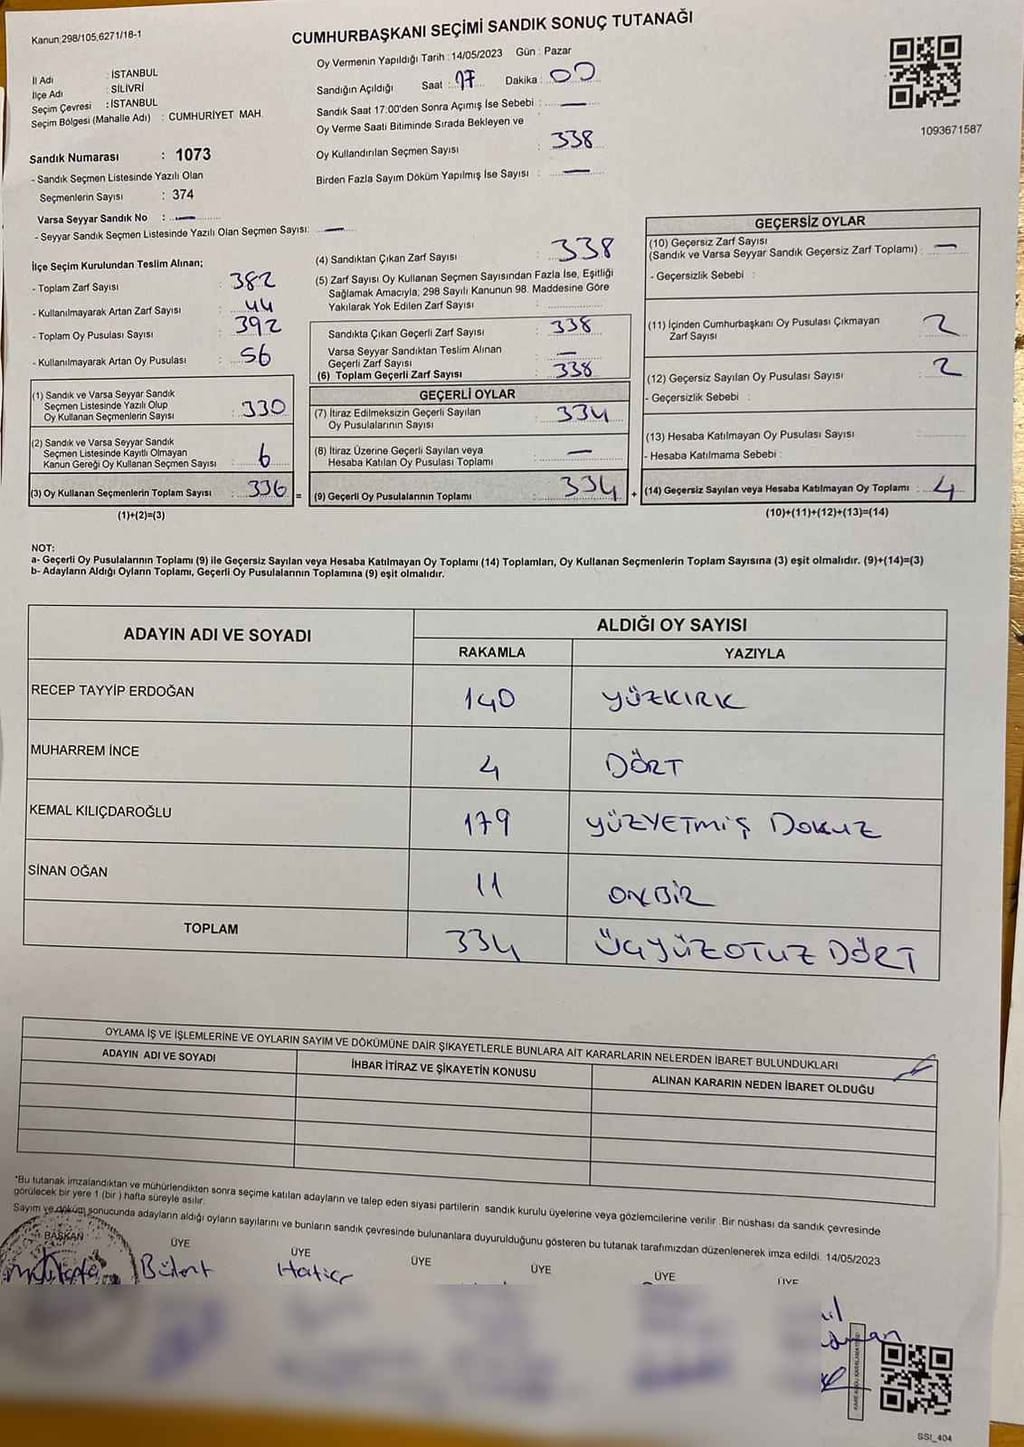 Kanun:298/105,6271/18-1
CUMHURBAŞKANI SEÇİMİ SANDIK SONUÇ TUTANAĞI
Oy Vermenin Yapıldığı Tarih : 14/05/2023 Gün : Pazar
İl Adı : İSTANBUL
İlçe Adı : SİLİVRİ
Seçim Çevresi : İSTANBUL
Seçim Bölgesi (Mahalle Adı) : CUMHURİYET MAH.
Sandığın Açıldığı Saat : 17 Dakika : 00
Sandık Saat 17:00'den Sonra Açımış İse Sebebi : —
Oy Verme Saati Bitiminde Sırada Bekleyen ve
Oy Kullandırılan Seçmen Sayısı : 338
Birden Fazla Sayım Döküm Yapılmış İse Sayısı : —
1093671587
Sandık Numarası : 1073
- Sandık Seçmen Listesinde Yazılı Olan
Seçmenlerin Sayısı : 374
Varsa Seyyar Sandık No : —
- Seyyar Sandık Seçmen Listesinde Yazılı Olan Seçmen Sayısı: —
İlçe Seçim Kurulundan Teslim Alınan;
- Toplam Zarf Sayısı : 382
- Kullanılmayarak Artan Zarf Sayısı : 44
- Toplam Oy Pusulası Sayısı : 392
- Kullanılmayarak Artan Oy Pusulası : 56
(1) Sandık ve Varsa Seyyar Sandık
Seçmen Listesinde Yazılı Olup
Oy Kullanan Seçmenlerin Sayısı : 330
(2) Sandık ve Varsa Seyyar Sandık
Seçmen Listesinde Kayıtlı Olmayan
Kanun Gereği Oy Kullanan Seçmen Sayısı : 6
(3) Oy Kullanan Seçmenlerin Toplam Sayısı : 336 =
(1)+(2)=(3)
(4) Sandıktan Çıkan Zarf Sayısı : 338
(5) Zarf Sayısı Oy Kullanan Seçmen Sayısından Fazla İse, Eşitliği
Sağlamak Amacıyla; 298 Sayılı Kanunun 98. Maddesine Göre
Yakılarak Yok Edilen Zarf Sayısı :
Sandıkta Çıkan Geçerli Zarf Sayısı : 338
Varsa Seyyar Sandıktan Teslim Alınan
Geçerli Zarf Sayısı : —
(6) Toplam Geçerli Zarf Sayısı : 338
GEÇERLİ OYLAR
(7) İtiraz Edilmeksizin Geçerli Sayılan
Oy Pusulalarının Sayısı : 334
(8) İtiraz Üzerine Geçerli Sayılan veya
Hesaba Katılan Oy Pusulası Toplamı : —
(9) Geçerli Oy Pusulalarının Toplamı : 334 +
GEÇERSİZ OYLAR
(10) Geçersiz Zarf Sayısı
(Sandık ve Varsa Seyyar Sandık Geçersiz Zarf Toplamı) : —
- Geçersizlik Sebebi :
(11) İçinden Cumhurbaşkanı Oy Pusulası Çıkmayan
Zarf Sayısı : 2
(12) Geçersiz Sayılan Oy Pusulası Sayısı : 2
- Geçersizlik Sebebi :
(13) Hesaba Katılmayan Oy Pusulası Sayısı :
- Hesaba Katılmama Sebebi :
(14) Geçersiz Sayılan veya Hesaba Katılmayan Oy Toplamı : 4
(10)+(11)+(12)+(13)=(14)
NOT:
a- Geçerli Oy Pusulalarının Toplamı (9) ile Geçersiz Sayılan veya Hesaba Katılmayan Oy Toplamı (14) Toplamları, Oy Kullanan Seçmenlerin Toplam Sayısına (3) eşit olmalıdır. (9)+(14)=(3)
b- Adayların Aldığı Oyların Toplamı, Geçerli Oy Pusulalarının Toplamına (9) eşit olmalıdır.
ADAYIN ADI VE SOYADI ALDIĞI OY SAYISI
RAKAMLA YAZIYLA
RECEP TAYYİP ERDOĞAN 140 YÜZKIRK
MUHARREM İNCE 4 DÖRT
KEMAL KILIÇDAROĞLU 179 YÜZYETMİŞ DOKUZ
SİNAN OĞAN 11 ONBİR
TOPLAM 334 ÜÇYÜZOTUZ DÖRT
OYLAMA İŞ VE İŞLEMLERİNE VE OYLARIN SAYIM VE DÖKÜMÜNE DAİR ŞİKAYETLERLE BUNLARA AİT KARARLARIN NELERDEN İBARET BULUNDUKLARI
ADAYIN ADI VE SOYADI İHBAR İTİRAZ VE ŞİKAYETİN KONUSU ALINAN KARARIN NEDEN İBARET OLDUĞU
*Bu tutanak imzalandıktan ve mühürlendikten sonra seçime katılan adayların ve talep eden siyasi partilerin sandık kurulu üyelerine veya gözlemcilerine verilir. Bir nüshası da sandık çevresinde
görülecek bir yere 1 (bir) hafta süreyle asılır.
Sayım ve döküm sonucunda adayların aldığı oyların sayılarını ve bunların sandık çevresinde bulunanlara duyurulduğunu gösteren bu tutanak tarafımızdan düzenlenerek imza edildi. 14/05/2023
BAŞKAN ÜYE ÜYE ÜYE ÜYE ÜYE ÜYE
Bülent
SSI_404